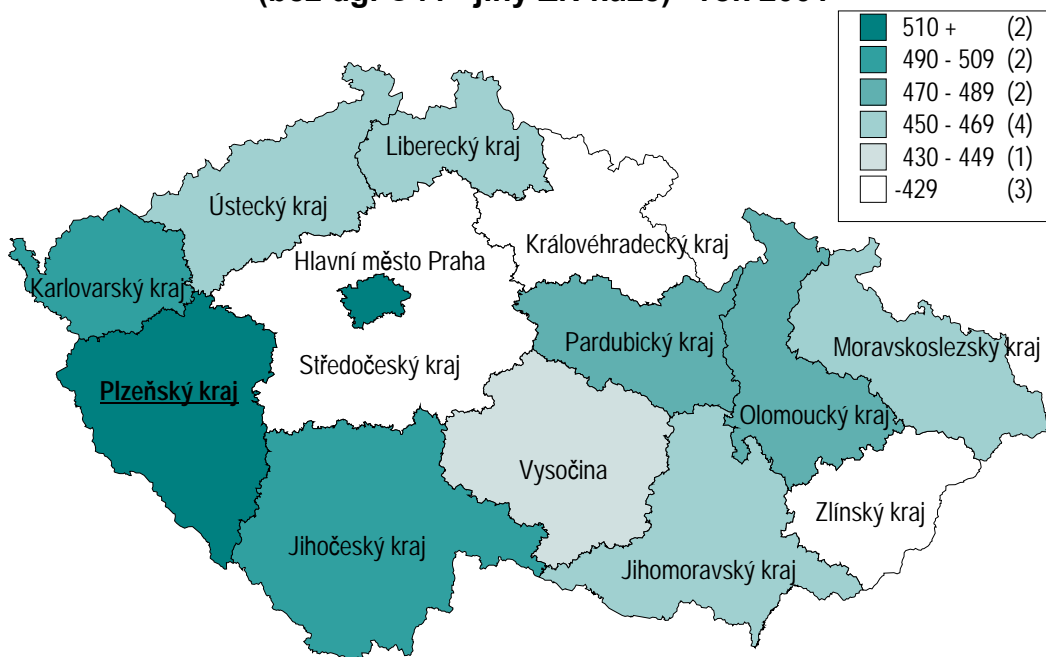 510 + (2)
490 - 509 (2)
470 - 489 (2)
450 - 469 (4)
430 - 449 (1)
-429 (3)
Liberecký kraj
Ústecký kraj
Královéhradecký kraj
Hlavní město Praha
Karlovarský kraj
Pardubický kraj
Moravskoslezský kraj
Středočeský kraj
Plzeňský kraj
Olomoucký kraj
Vysočina
Zlínský kraj
Jihočeský kraj
Jihomoravský kraj